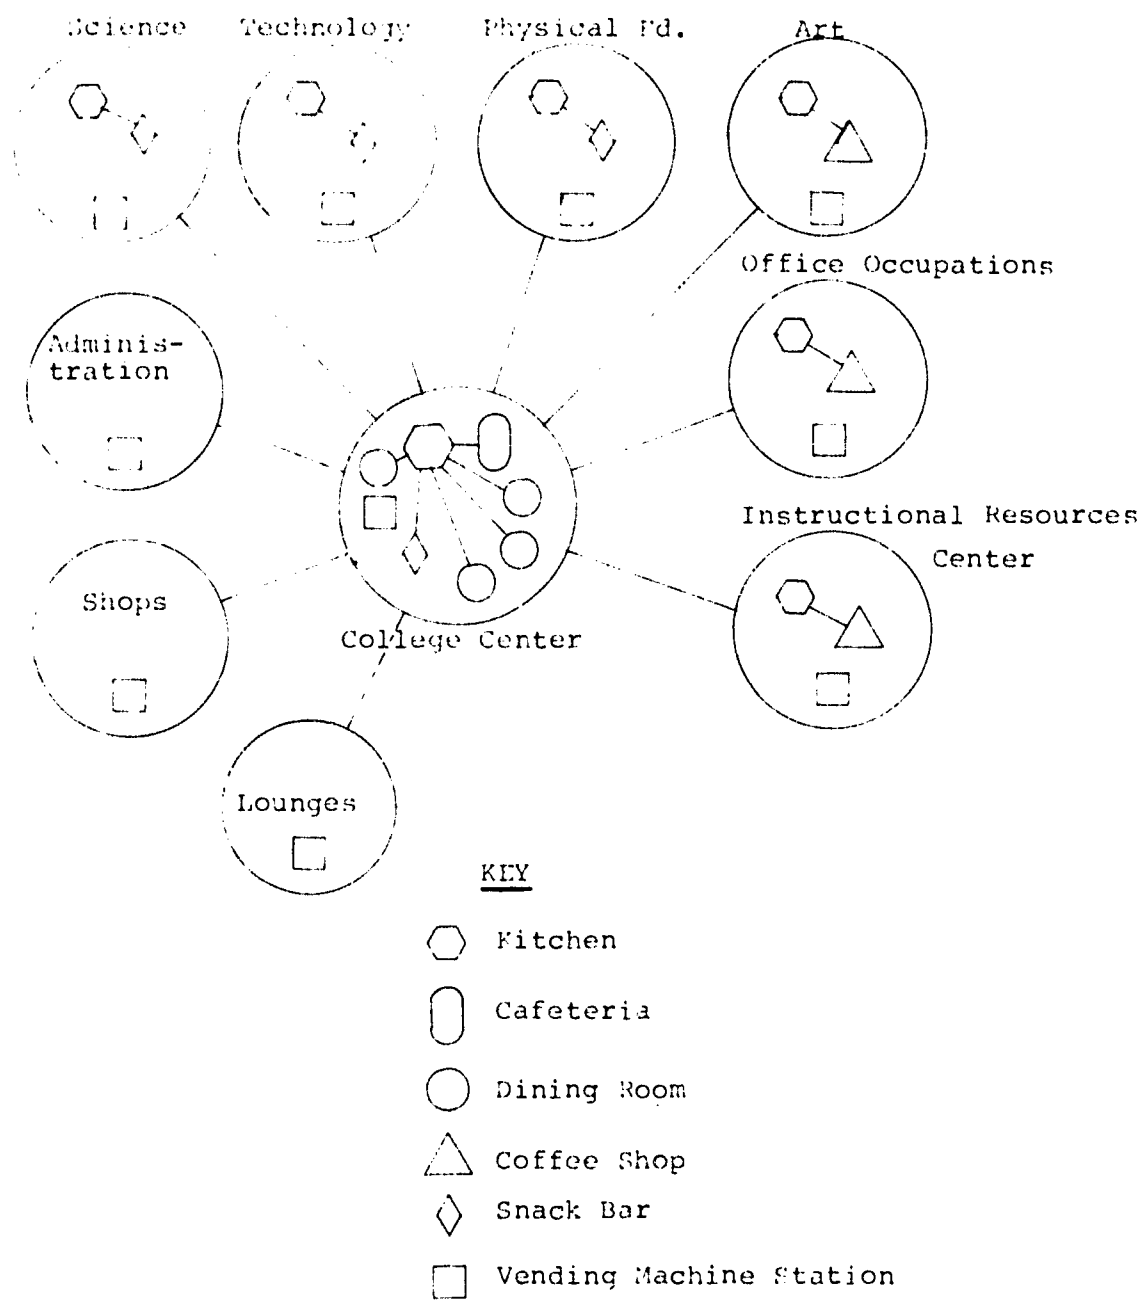 Science Technology Physical Ed. Art
Office Occupations
Adminis-
tration
Instructional Resources
Center
Shops
College Center
Lounges
KEY
Kitchen
Cafeteria
Dining Room
Coffee Shop
Snack Bar
Vending Machine Station